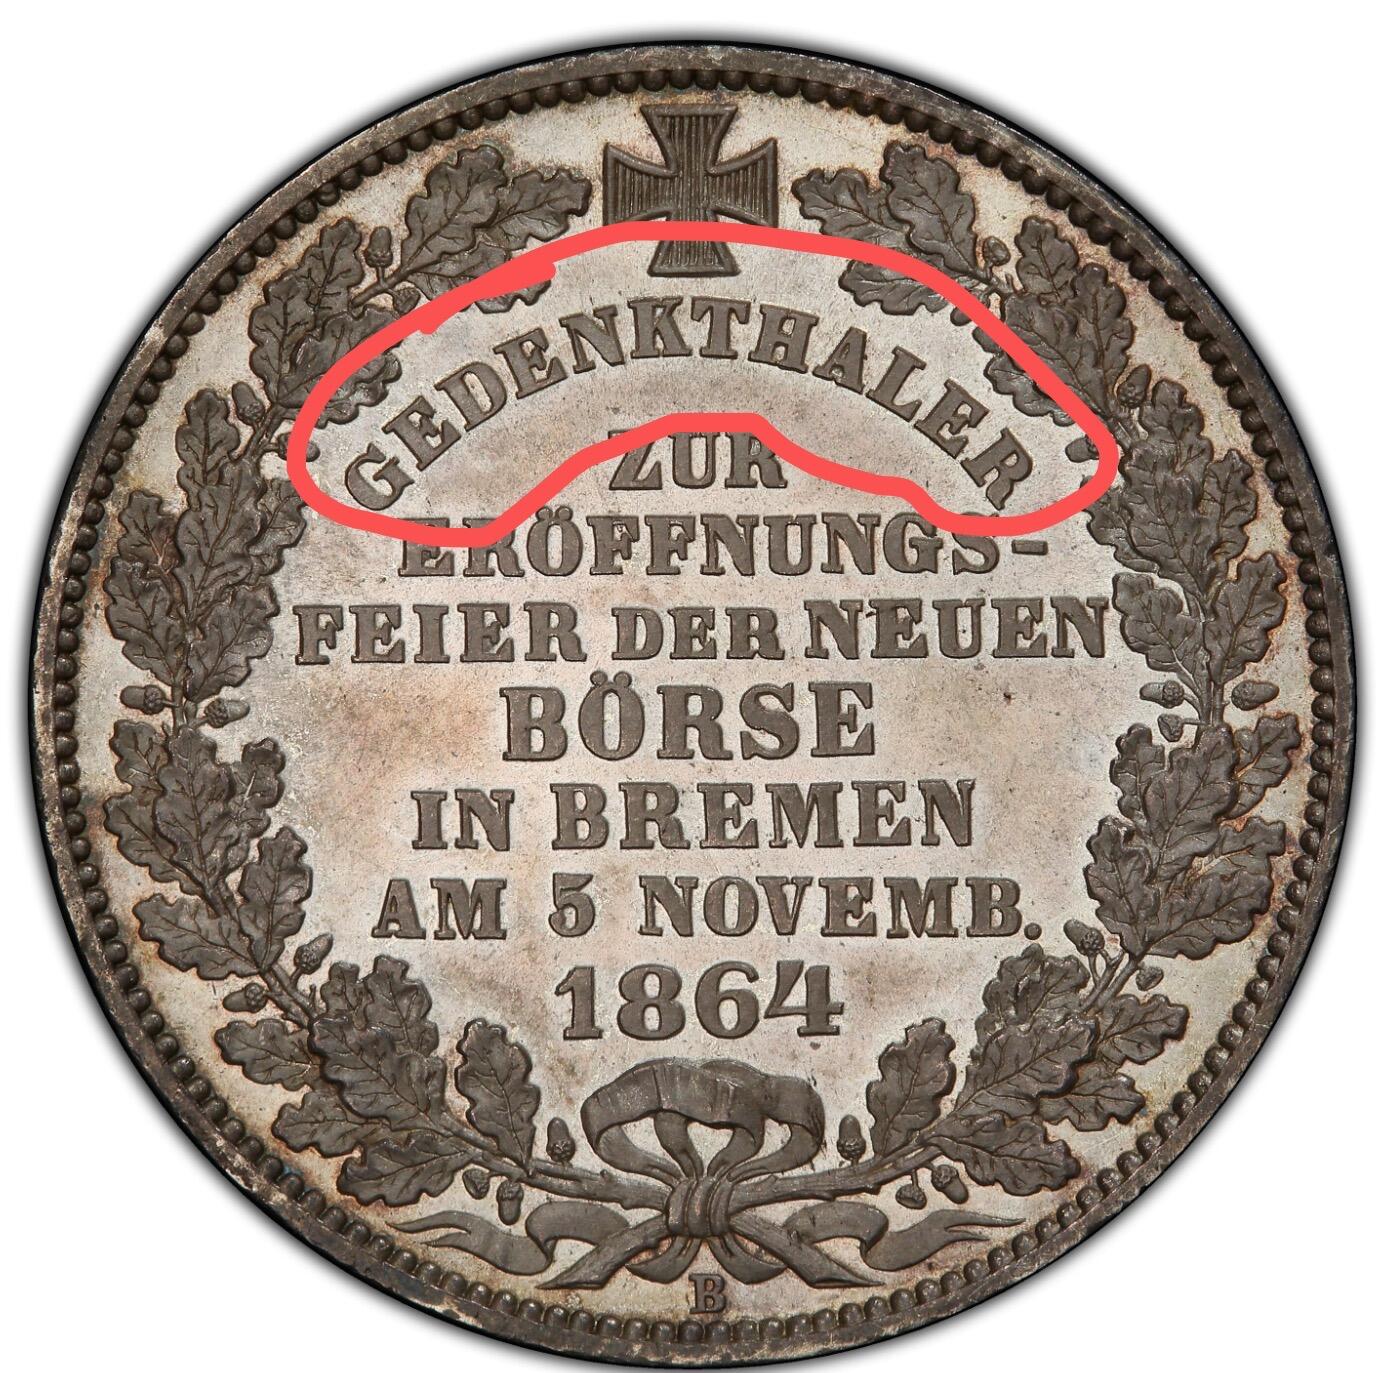 GEDENKTHALER
ZUR
ERÖFFNUNGS-
FEIER DER NEUEN
BÖRSE
IN BREMEN
AM 5 NOVEMB.
1864
B